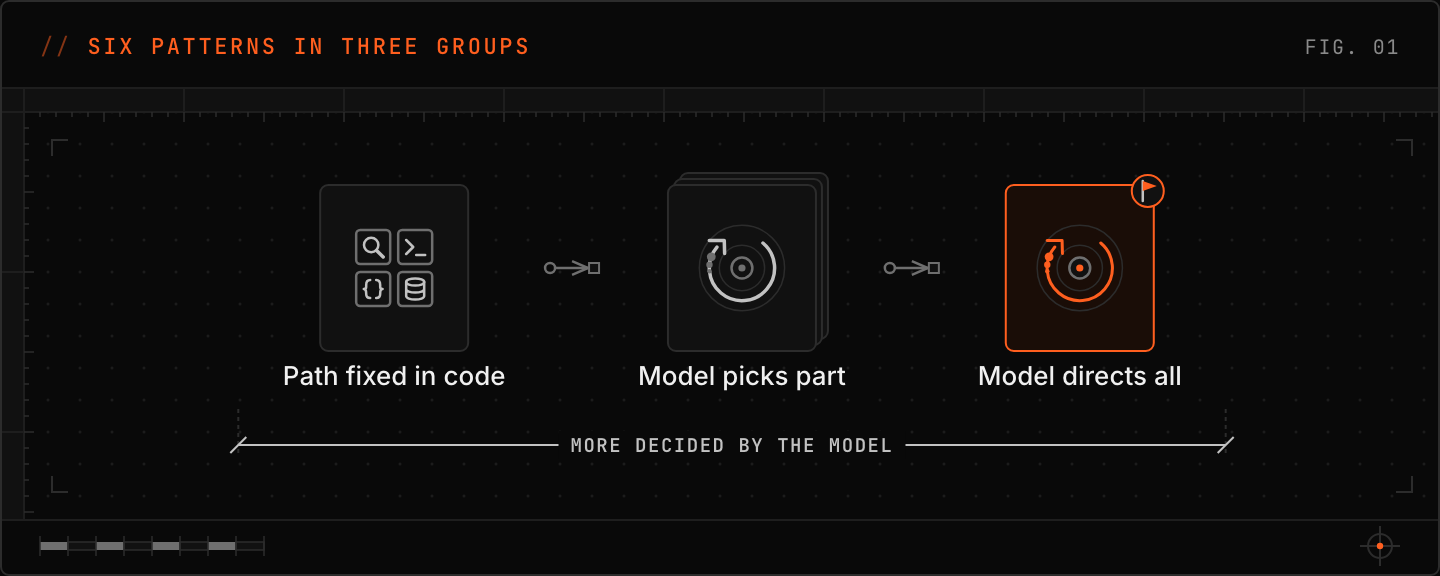 // SIX PATTERNS IN THREE GROUPS
FIG. 01
Path fixed in code
Model picks part
Model directs all
MORE DECIDED BY THE MODEL